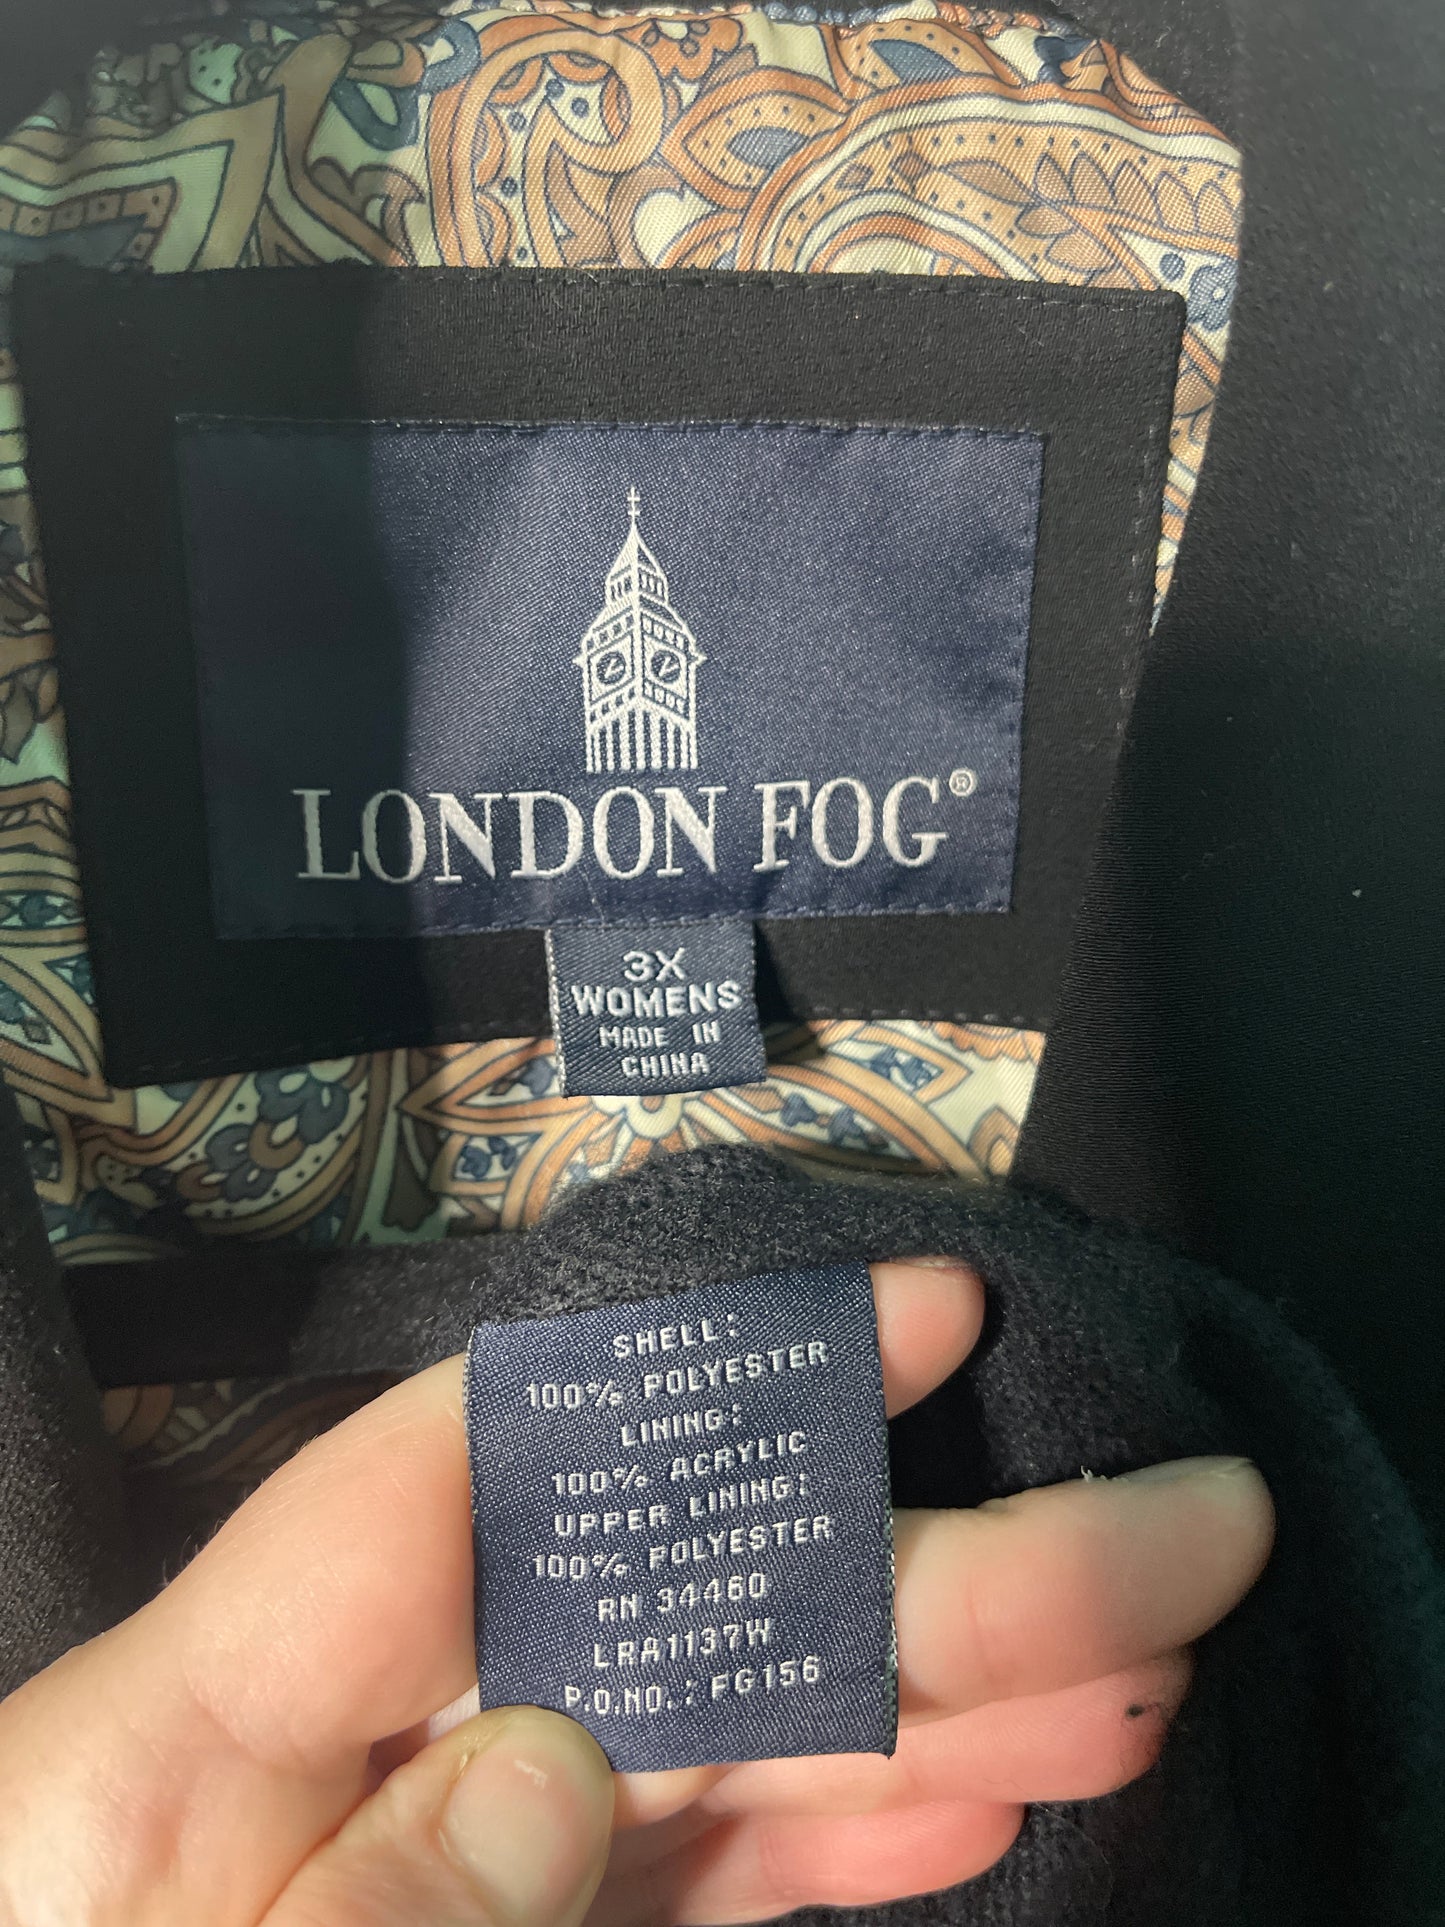 LONDON FOG®
3X
WOMENS
MADE IN
CHINA
SHELL:
100% POLYESTER
LINING:
100% ACRYLIC
UPPER LINING:
100% POLYESTER
RN 34460
LRA1137W
P.O.NO.: FG156